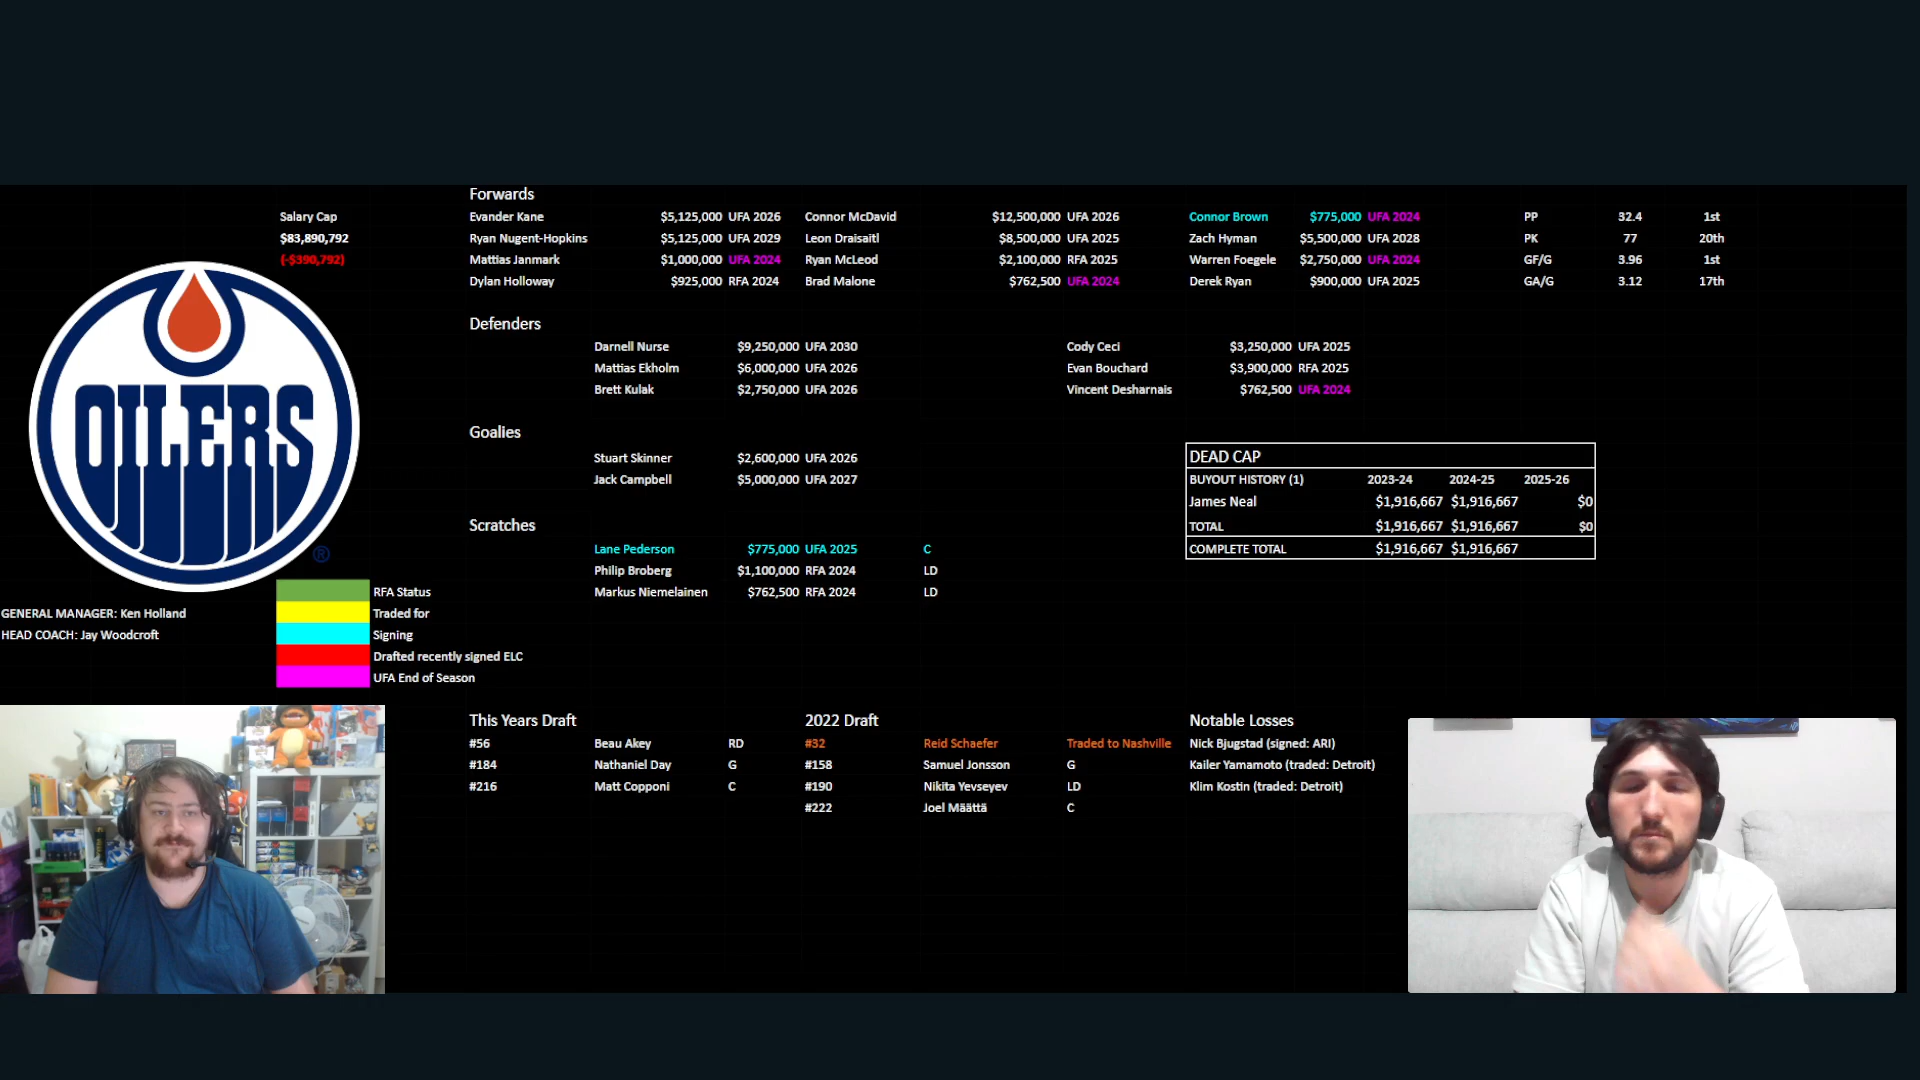 Forwards
Salary Cap
Evander Kane $5,125,000 UFA 2026 Connor McDavid $12,500,000 UFA 2026 Connor Brown $775,000 UFA 2024 PP 32.4 1st
$83,890,792
Ryan Nugent-Hopkins $5,125,000 UFA 2029 Leon Draisaitl $8,500,000 UFA 2025 Zach Hyman $5,500,000 UFA 2028 PK 77 20th
(-$390,792)
Mattias Janmark $1,000,000 UFA 2024 Ryan McLeod $2,100,000 RFA 2025 Warren Foegele $2,750,000 UFA 2024 GF/G 3.96 1st
Dylan Holloway $925,000 RFA 2024 Brad Malone $762,500 UFA 2024 Derek Ryan $900,000 UFA 2025 GA/G 3.12 17th
OILERS
®
Defenders
Darnell Nurse $9,250,000 UFA 2030 Cody Ceci $3,250,000 UFA 2025
Mattias Ekholm $6,000,000 UFA 2026 Evan Bouchard $3,900,000 RFA 2025
Brett Kulak $2,750,000 UFA 2026 Vincent Desharnais $762,500 UFA 2024
Goalies
Stuart Skinner $2,600,000 UFA 2026
Jack Campbell $5,000,000 UFA 2027
DEAD CAP
BUYOUT HISTORY (1) 2023-24 2024-25 2025-26
James Neal $1,916,667 $1,916,667 $0
TOTAL $1,916,667 $1,916,667 $0
COMPLETE TOTAL $1,916,667 $1,916,667
Scratches
Lane Pederson $775,000 UFA 2025 C
Philip Broberg $1,100,000 RFA 2024 LD
Markus Niemelainen $762,500 RFA 2024 LD
GENERAL MANAGER: Ken Holland
HEAD COACH: Jay Woodcroft
RFA Status
Traded for
Signing
Drafted recently signed ELC
UFA End of Season
This Years Draft
#56 Beau Akey RD
#184 Nathaniel Day G
#216 Matt Copponi C
2022 Draft
#32 Reid Schaefer Traded to Nashville
#158 Samuel Jonsson G
#190 Nikita Yevseyev LD
#222 Joel Määttä C
Notable Losses
Nick Bjugstad (signed: ARI)
Kailer Yamamoto (traded: Detroit)
Klim Kostin (traded: Detroit)